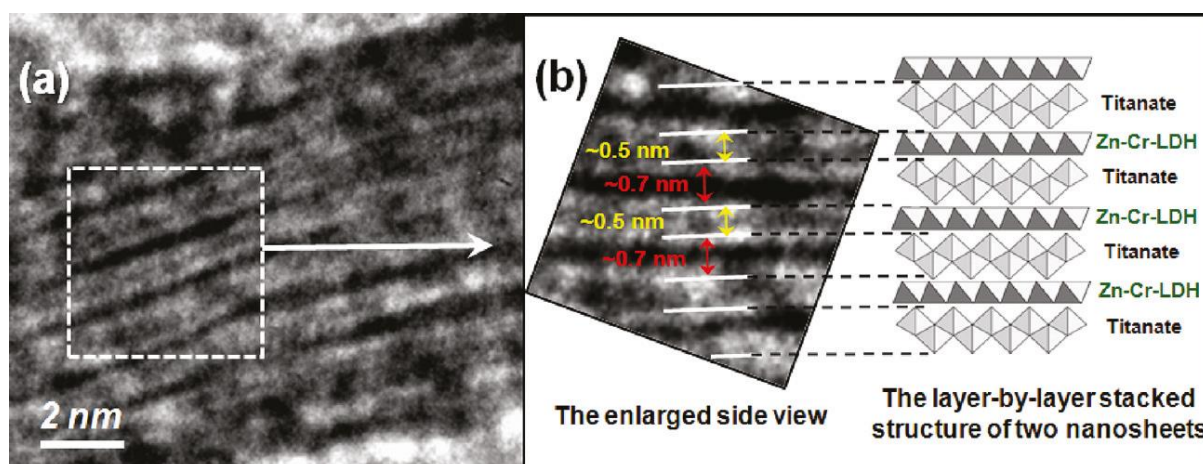 (a)
2 nm
(b)
~0.5 nm
~0.7 nm
~0.5 nm
~0.7 nm
Titanate
Zn-Cr-LDH
Titanate
Zn-Cr-LDH
Titanate
Zn-Cr-LDH
Titanate
The enlarged side view
The layer-by-layer stacked
structure of two nanosheets